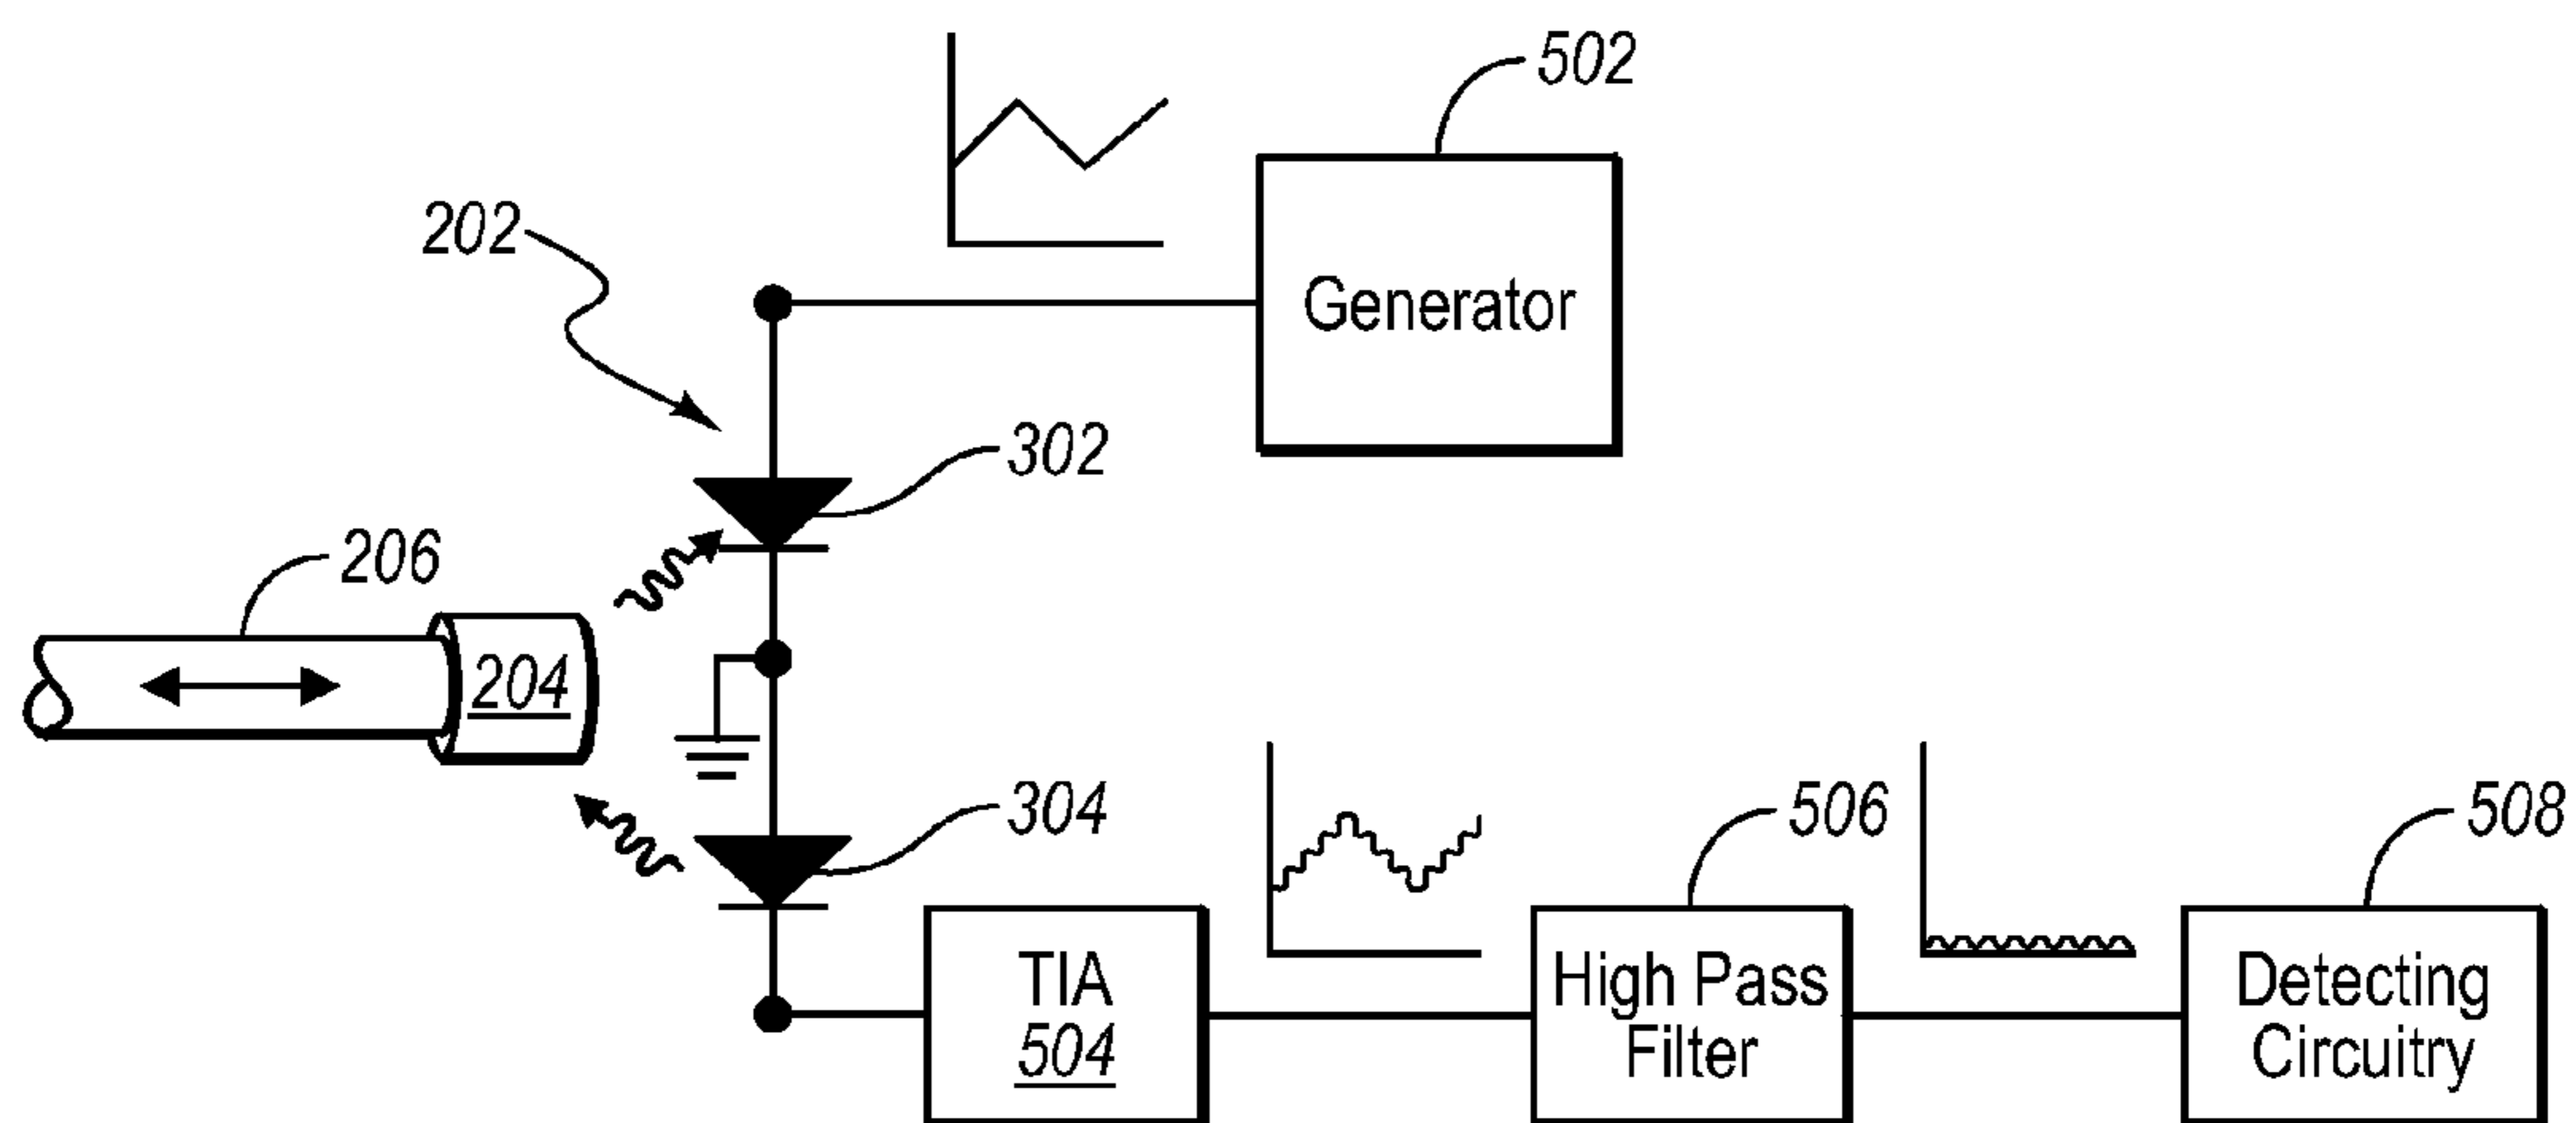 502
Generator
202
302
206
204
304
506
508
TIA
504
High Pass
Filter
Detecting
Circuitry